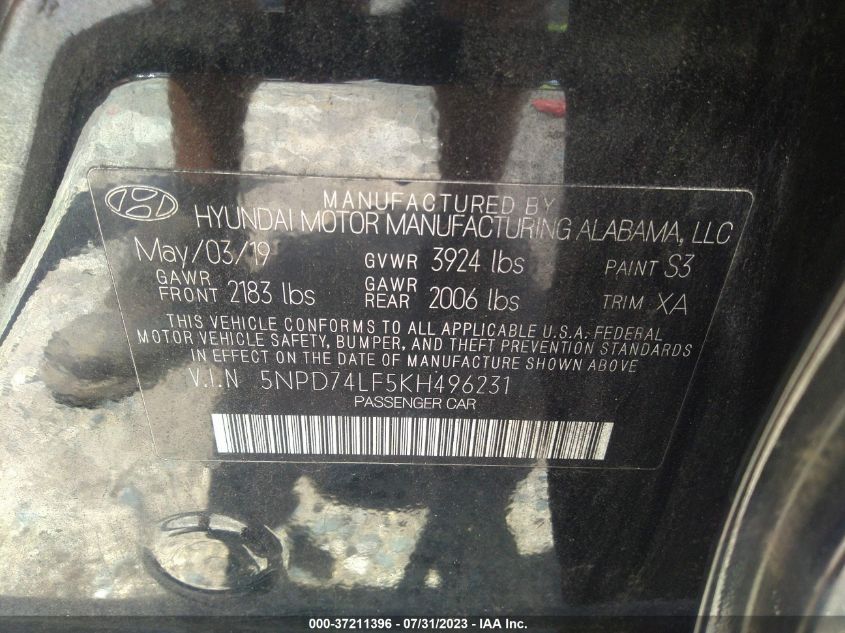 MANUFACTURED BY
HYUNDAI MOTOR MANUFACTURING ALABAMA, LLC
May/03/19 GVWR 3924 lbs PAINT S3
GAWR FRONT 2183 lbs GAWR REAR 2006 lbs TRIM XA
THIS VEHICLE CONFORMS TO ALL APPLICABLE U.S.A. FEDERAL
MOTOR VEHICLE SAFETY, BUMPER, AND THEFT PREVENTION STANDARDS
IN EFFECT ON THE DATE OF MANUFACTURE SHOWN ABOVE
V.I.N 5NPD74LF5KH496231
PASSENGER CAR
000-37211396 - 07/31/2023 - IAA Inc.